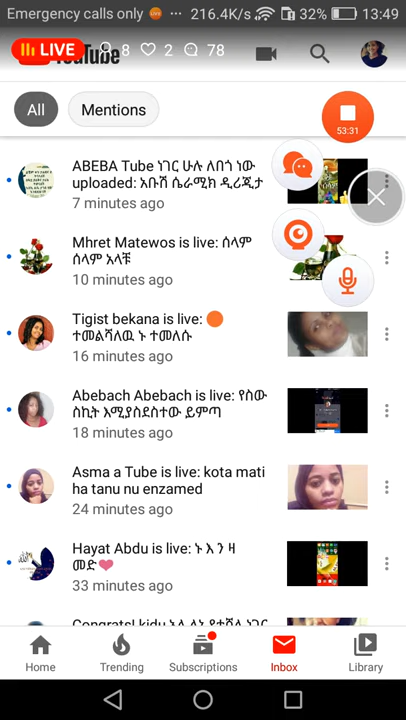 Emergency calls only 216.4K/s 32% 13:49
LIVE YouTube 8 2 78
All Mentions
53:31
ABEBA Tube ነገር ሁሉ ለበጎ ነው
uploaded: አቡሽ ሴራሚክ ዲሪጂታ
7 minutes ago
Mhret Matewos is live: ሰላም
ሰላም አላቹ
10 minutes ago
Tigist bekana is live:
ተመልሻለዉ ኑ ተመለሱ
16 minutes ago
Abebach Abebach is live: የሰው
ስኪት እሚያስደስተው ይምጣ
18 minutes ago
Asma a Tube is live: kota mati
ha tanu nu enzamed
24 minutes ago
Hayat Abdu is live: ኑ እ ን ዛ
መድ
33 minutes ago
Home Trending Subscriptions Inbox Library